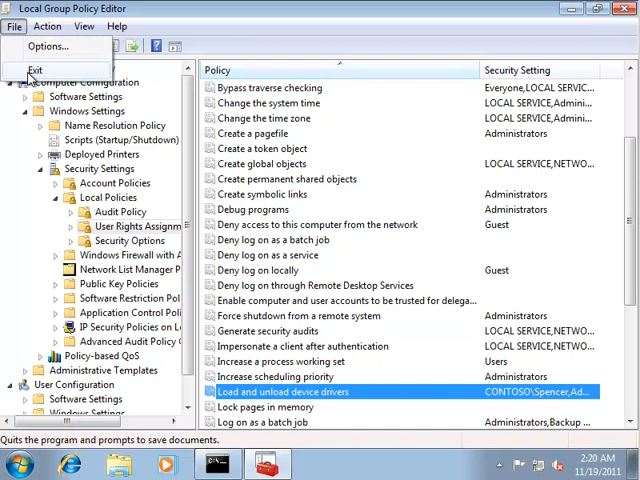 Local Group Policy Editor
File Action View Help
Options...
Exit
Computer Configuration
Software Settings
Windows Settings
Name Resolution Policy
Scripts (Startup/Shutdown)
Deployed Printers
Security Settings
Account Policies
Local Policies
Audit Policy
User Rights Assignm
Security Options
Windows Firewall with A
Network List Manager P
Public Key Policies
Software Restriction Pol
Application Control Pol
IP Security Policies on Lo
Advanced Audit Policy C
Policy-based QoS
Administrative Templates
User Configuration
Software Settings
Windows Settings
Policy Security Setting
Bypass traverse checking Everyone,LOCAL SERVIC...
Change the system time LOCAL SERVICE,Admini...
Change the time zone LOCAL SERVICE,Admini...
Create a pagefile Administrators
Create a token object
Create global objects LOCAL SERVICE,NETWO...
Create permanent shared objects
Create symbolic links Administrators
Debug programs Administrators
Deny access to this computer from the network Guest
Deny log on as a batch job
Deny log on as a service
Deny log on locally Guest
Deny log on through Remote Desktop Services
Enable computer and user accounts to be trusted for delega...
Force shutdown from a remote system Administrators
Generate security audits LOCAL SERVICE,NETWO...
Impersonate a client after authentication LOCAL SERVICE,NETWO...
Increase a process working set Users
Increase scheduling priority Administrators
Load and unload device drivers CONTOSO\Spencer,Ad...
Lock pages in memory
Log on as a batch job Administrators,Backup ...
Quits the program and prompts to save documents.
2:20 AM
11/19/2011